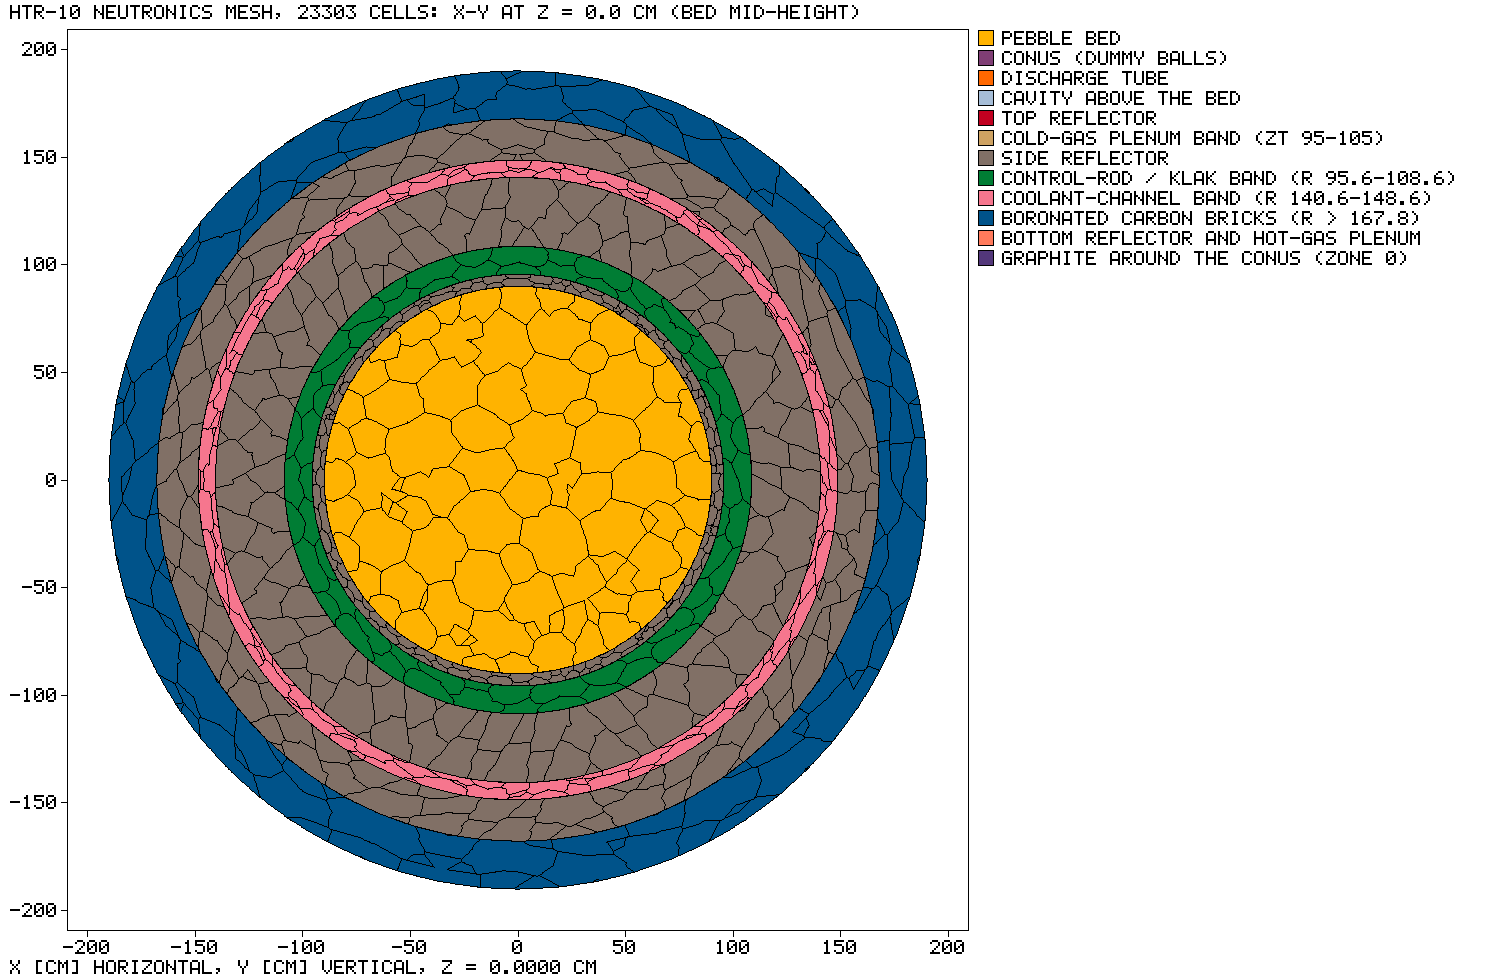 HTR-10 NEUTRONICS MESH, 23303 CELLS: X-Y AT Z = 0.0 CM (BED MID-HEIGHT)
PEBBLE BED
CONUS (DUMMY BALLS)
DISCHARGE TUBE
CAVITY ABOVE THE BED
TOP REFLECTOR
COLD-GAS PLENUM BAND (ZT 95-105)
SIDE REFLECTOR
CONTROL-ROD / KLAK BAND (R 95.6-108.6)
COOLANT-CHANNEL BAND (R 140.6-148.6)
BORONATED CARBON BRICKS (R > 167.8)
BOTTOM REFLECTOR AND HOT-GAS PLENUM
GRAPHITE AROUND THE CONUS (ZONE 0)
200
150
100
50
0
-50
-100
-150
-200
-200 -150 -100 -50 0 50 100 150 200
X [CM] HORIZONTAL, Y [CM] VERTICAL, Z = 0.0000 CM